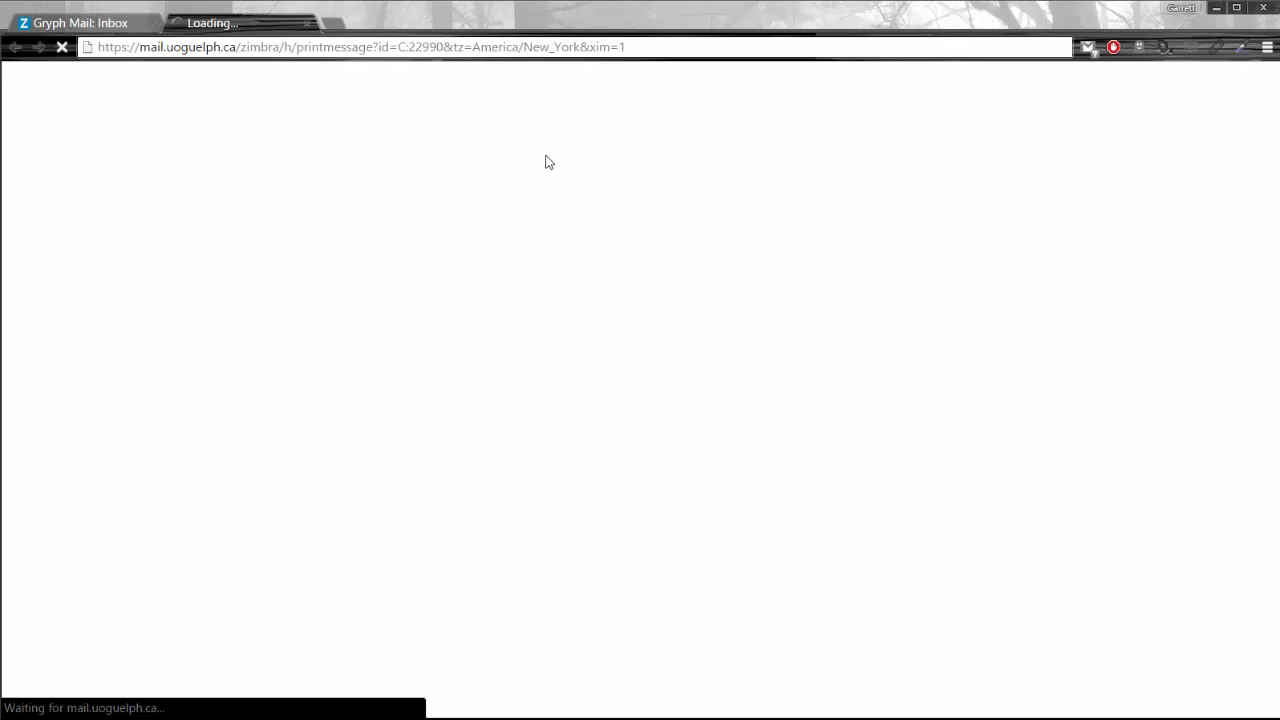 Gryph Mail: Inbox
Loading...
Garrett
https://mail.uoguelph.ca/zimbra/h/printmessage?id=C:22990&tz=America/New_York&xim=1
Waiting for mail.uoguelph.ca...